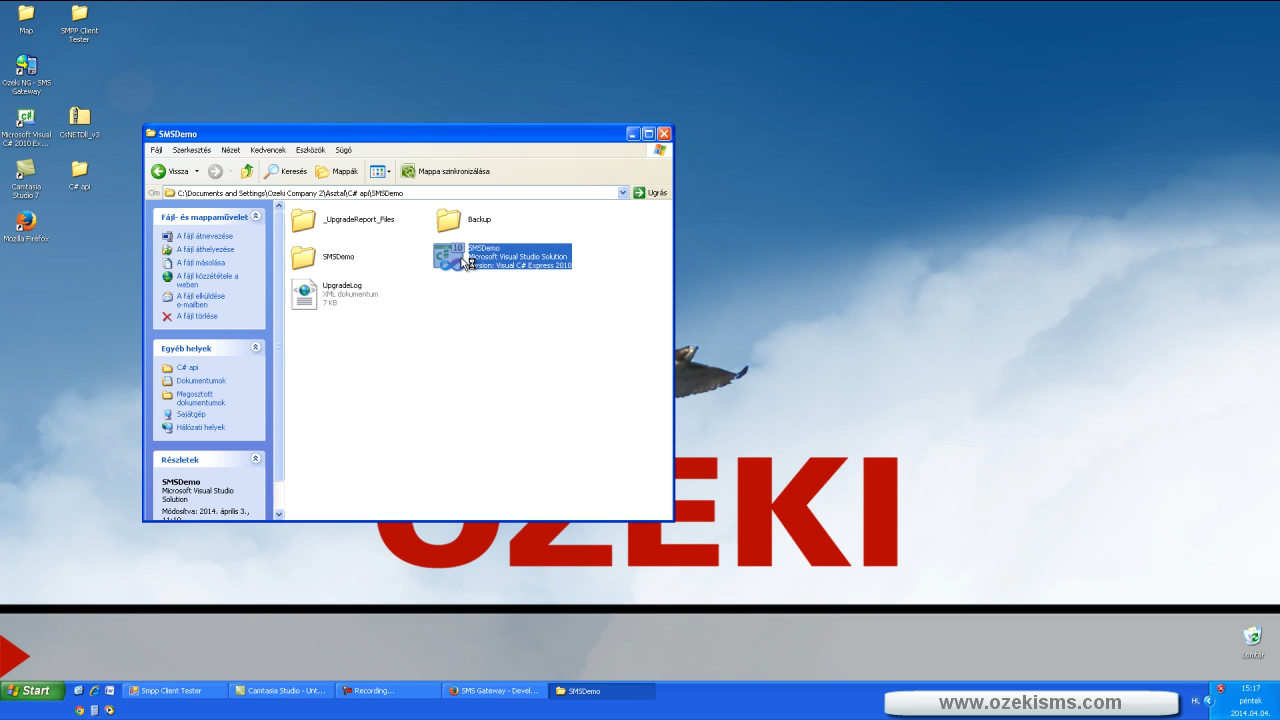 Map
SMPP Client
Tester
Ozeki NG - SMS
Gateway
Microsoft Visual
C# 2010 Ex...
CsNETDll_v3
Camtasia
Studio 7
C# api
Mozilla Firefox
SMSDemo
Fájl Szerkesztés Nézet Kedvencek Eszközök Súgó
Vissza Keresés Mappák Mappa szinkronizálása
Cím C:\Documents and Settings\Ozeki Company 2\Asztal\C# api\SMSDemo Ugrás
Fájl- és mappaművelet
A fájl átnevezése
A fájl áthelyezése
A fájl másolása
A fájl közzététele a
weben
A fájl elküldése
e-mailben
A fájl törlése
Egyéb helyek
C# api
Dokumentumok
Megosztott
dokumentumok
Sajátgép
Hálózati helyek
Részletek
SMSDemo
Microsoft Visual Studio
Solution
Módosítva: 2014. április 3.,
_UpgradeReport_Files
Backup
SMSDemo
SMSDemo
Microsoft Visual Studio Solution
Version: Visual C# Express 2010
UpgradeLog
XML dokumentum
7 KB
OZEKI
Lomtár
Start
Smpp Client Tester
Camtasia Studio - Unt...
Recording...
SMS Gateway - Devel...
SMSDemo
www.ozekisms.com
HU
15:17
péntek
2014.04.04.